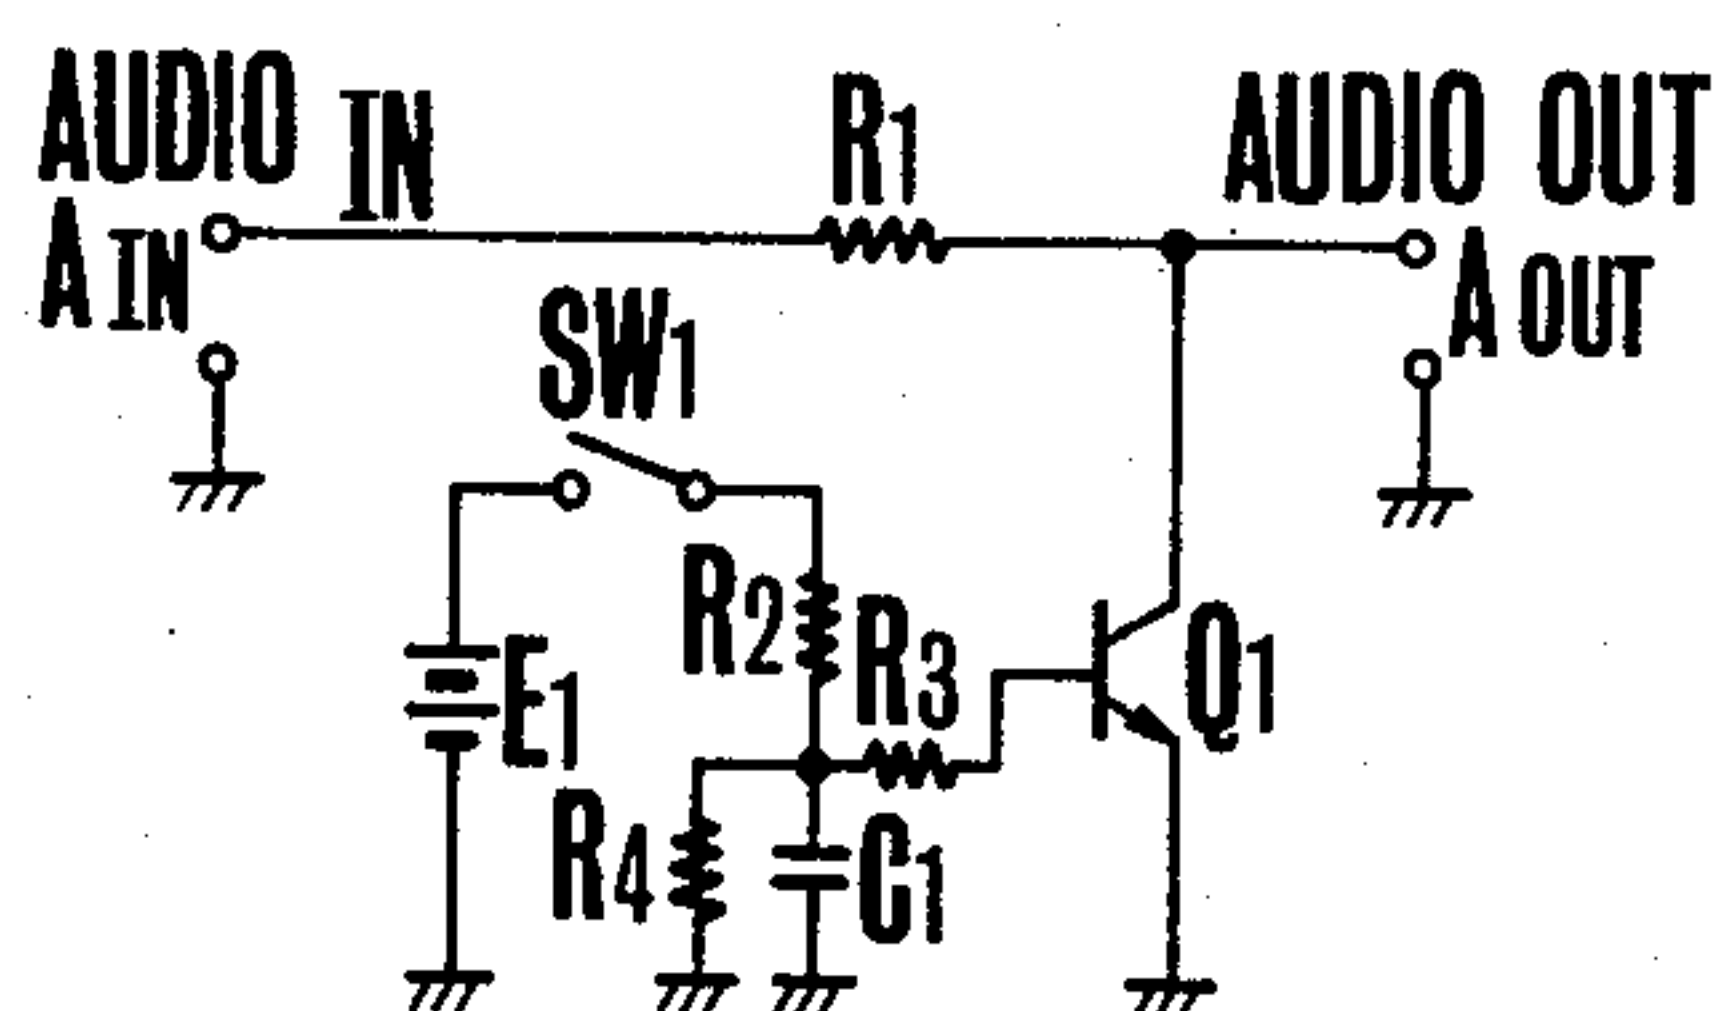 AUDIO IN
R1
AUDIO OUT
A IN
A OUT
SW1
R2
R3
Q1
E1
R4
C1